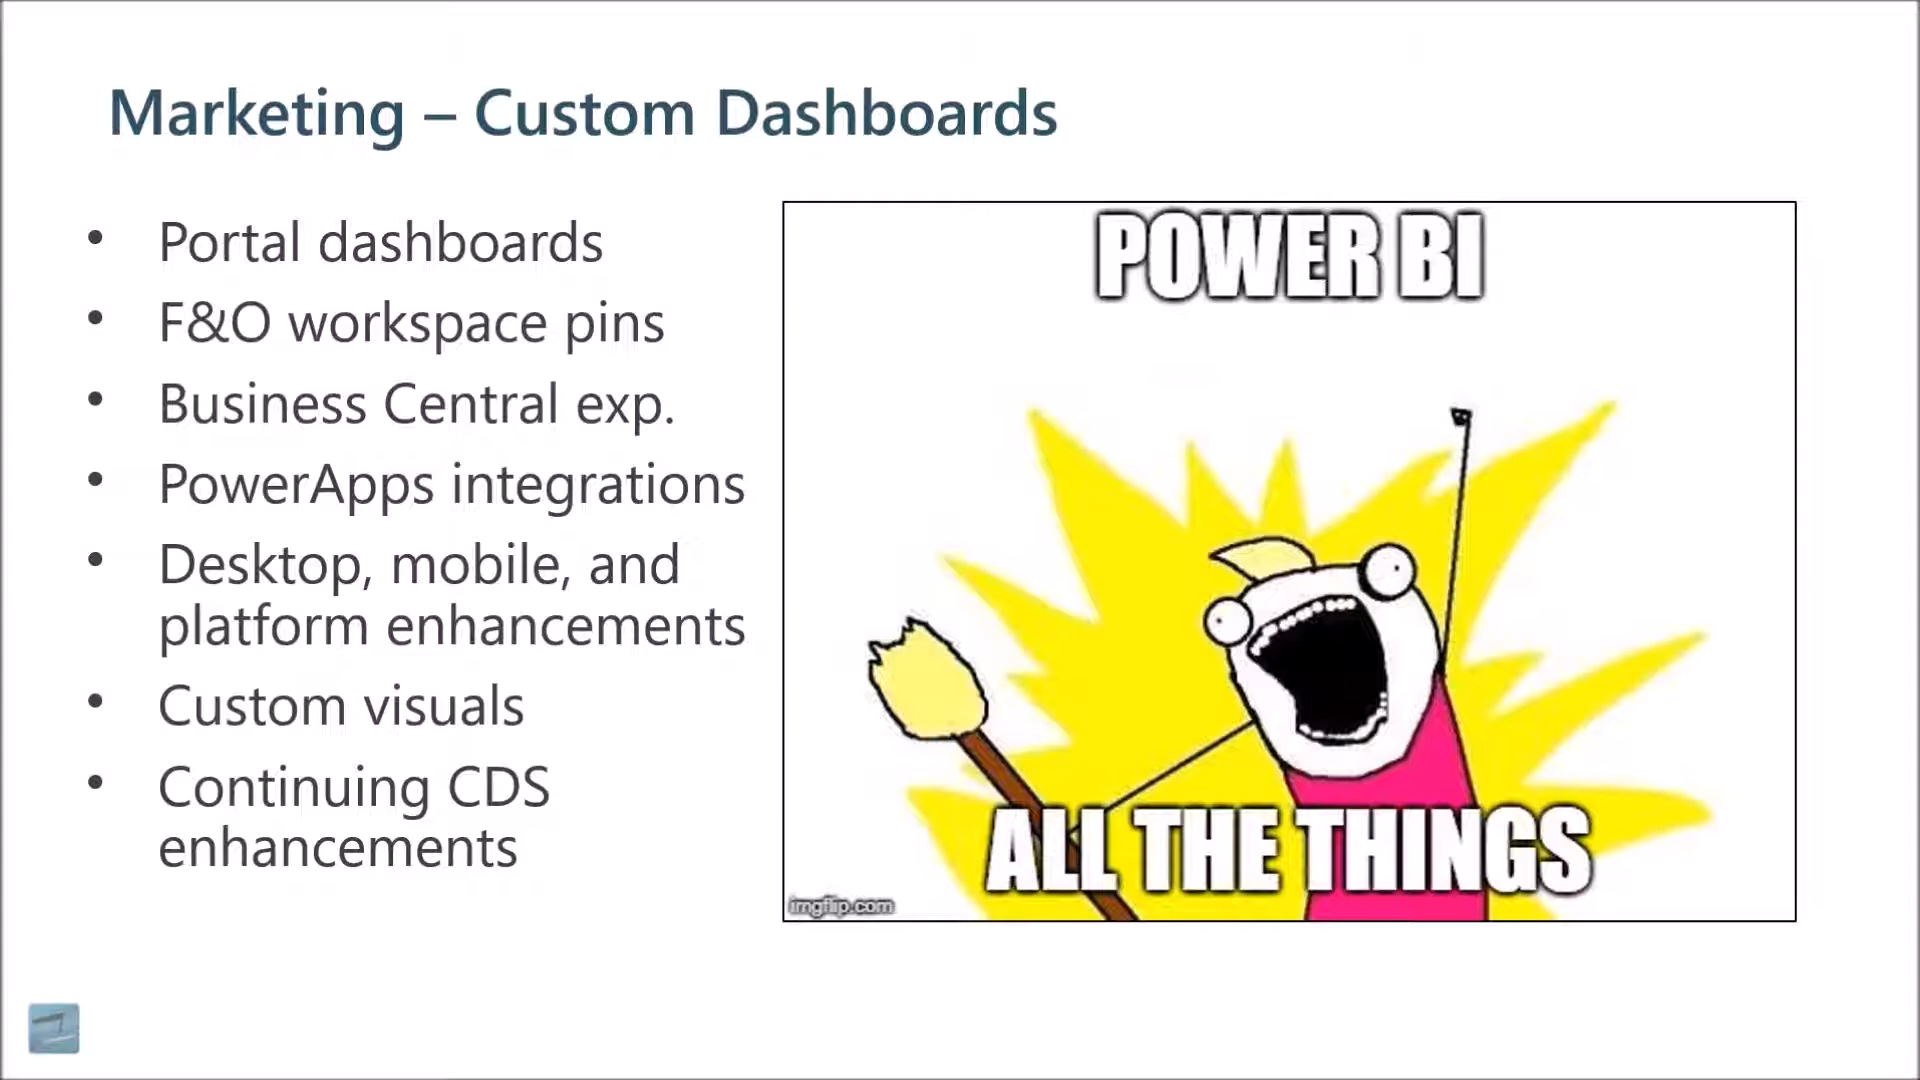 Marketing – Custom Dashboards
• Portal dashboards
• F&O workspace pins
• Business Central exp.
• PowerApps integrations
• Desktop, mobile, and
platform enhancements
• Custom visuals
• Continuing CDS
enhancements
POWER BI
ALL THE THINGS
imgflip.com